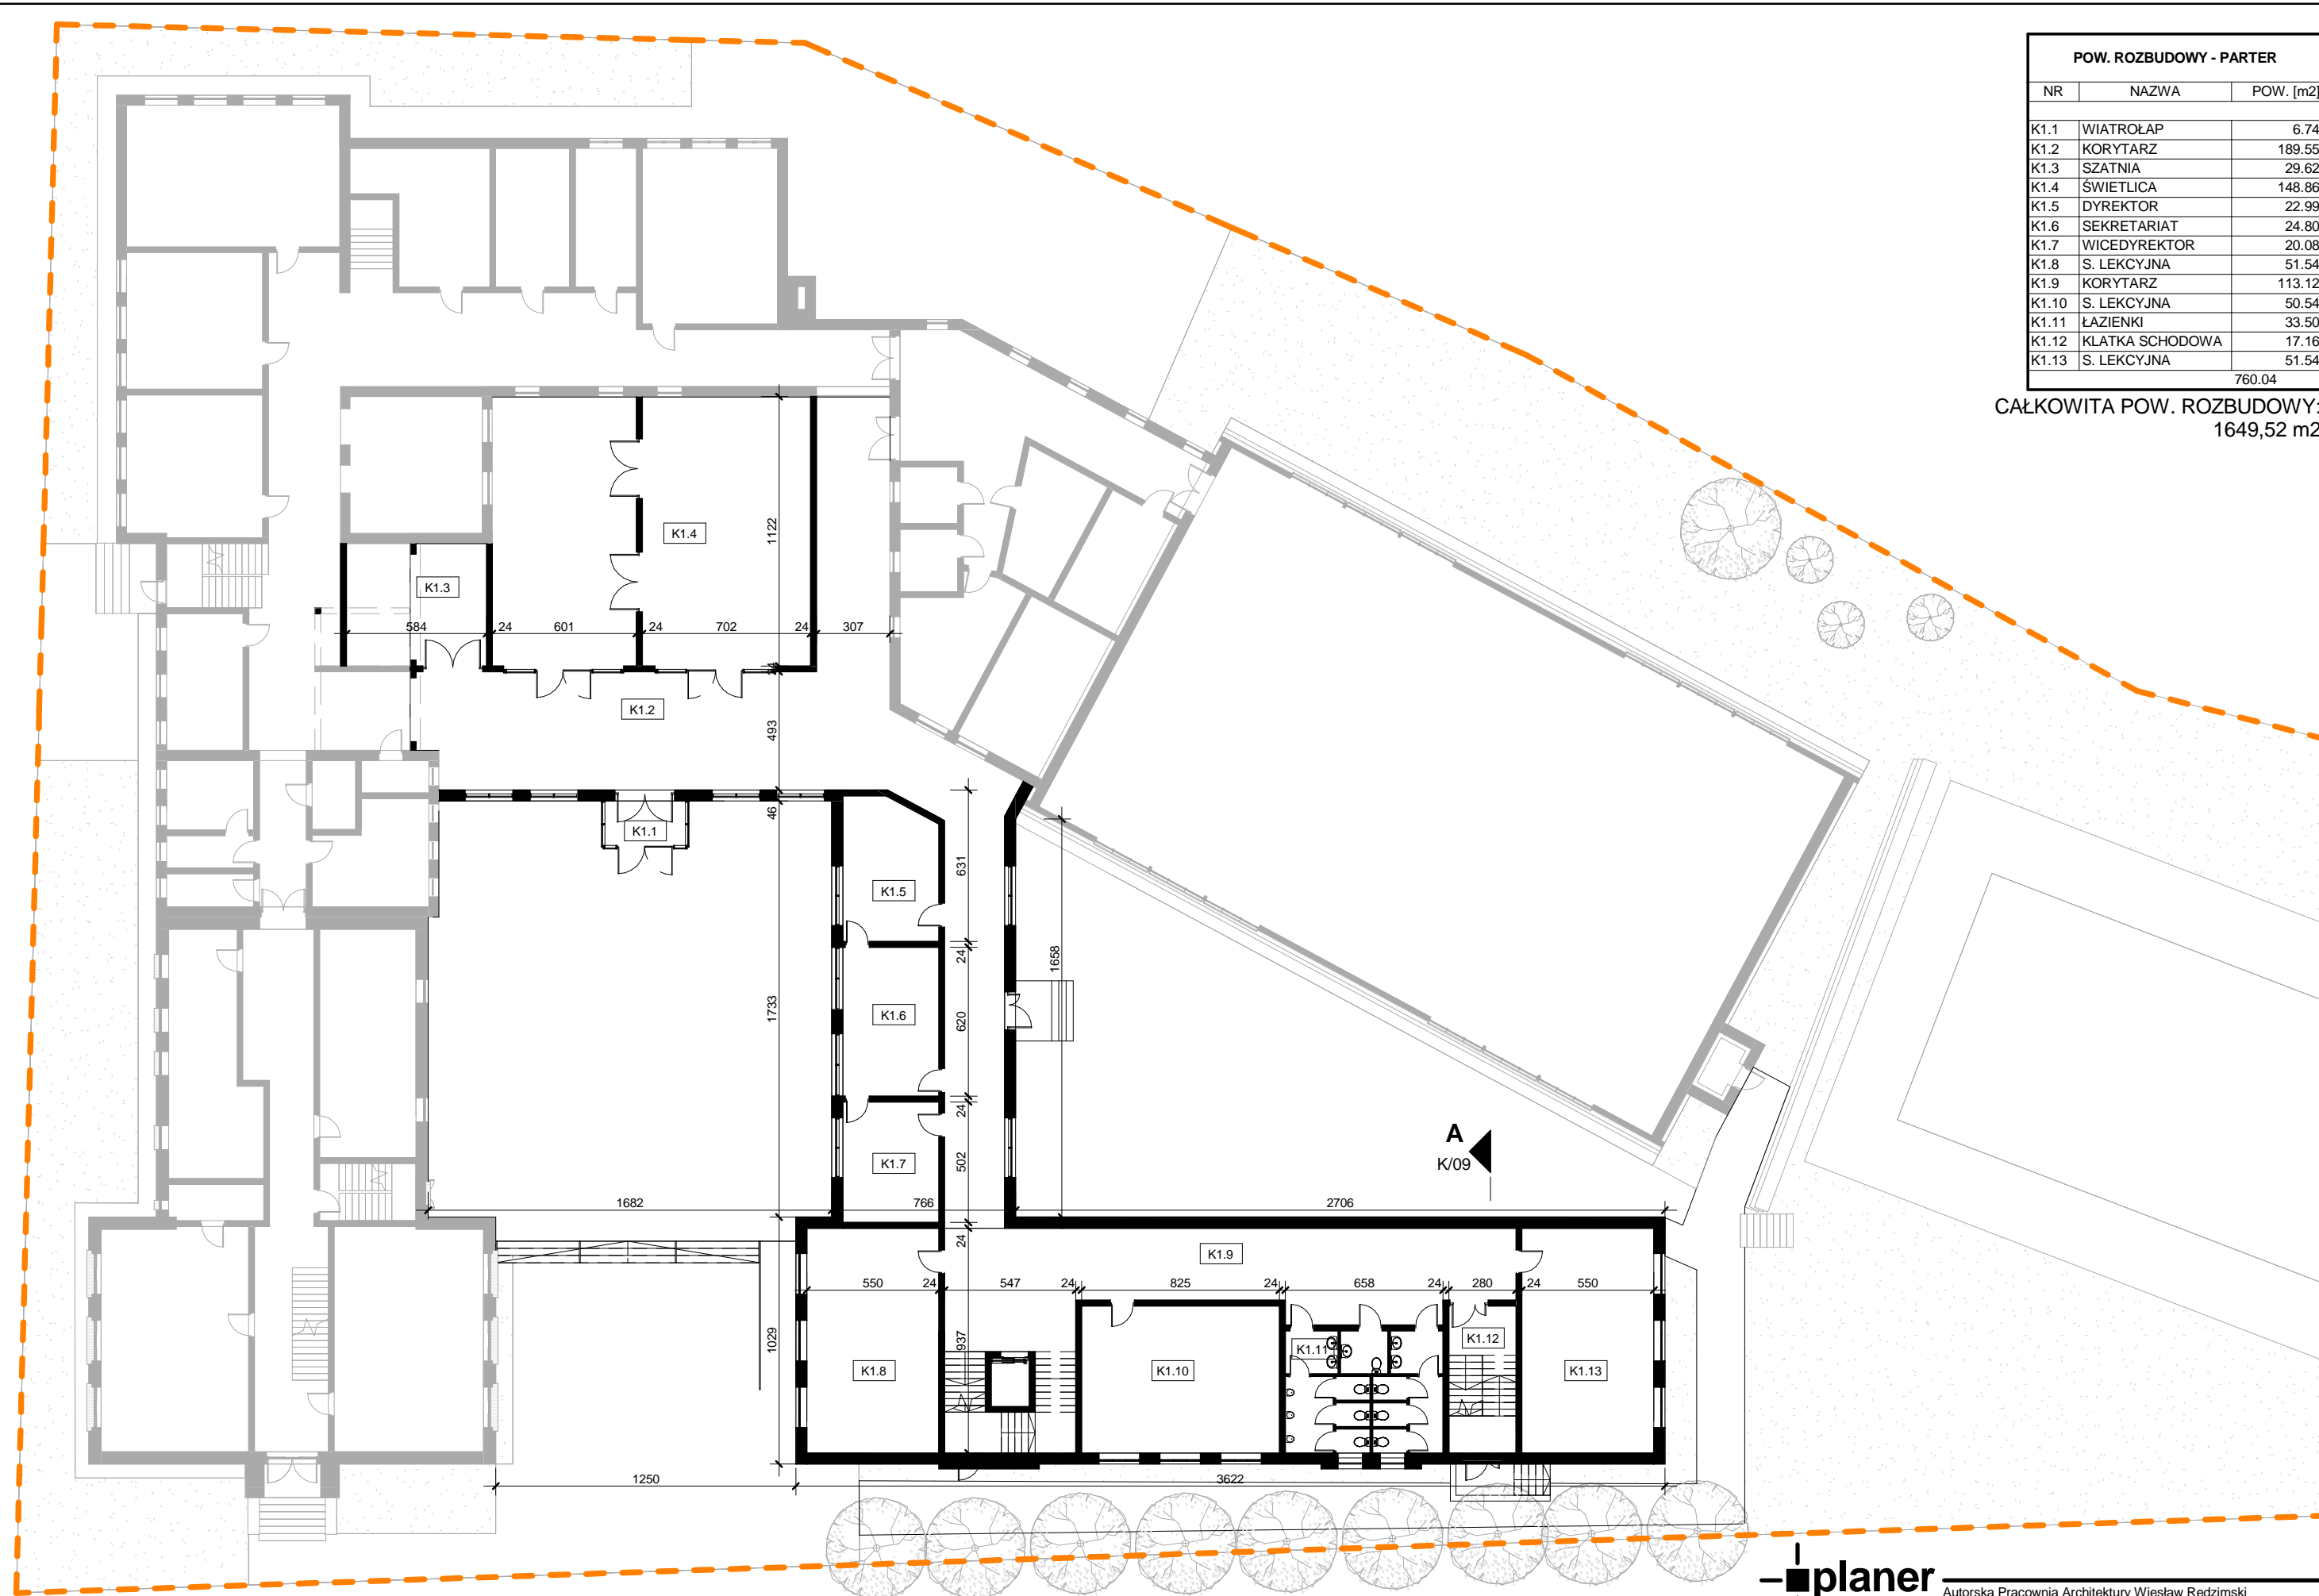 POW. ROZBUDOWY - PARTER
NR NAZWA POW. [m2]
K1.1 WIATROŁAP 6.74
K1.2 KORYTARZ 189.55
K1.3 SZATNIA 29.62
K1.4 ŚWIETLICA 148.86
K1.5 DYREKTOR 22.99
K1.6 SEKRETARIAT 24.80
K1.7 WICEDYREKTOR 20.08
K1.8 S. LEKCYJNA 51.54
K1.9 KORYTARZ 113.12
K1.10 S. LEKCYJNA 50.54
K1.11 ŁAZIENKI 33.50
K1.12 KLATKA SCHODOWA 17.16
K1.13 S. LEKCYJNA 51.54
760.04
CAŁKOWITA POW. ROZBUDOWY:
1649,52 m2
K1.4
1122
K1.3
584 24 601 24 702 24 307
K1.2
493
46
K1.1
631
K1.5
24
1658
1733
K1.6
620
24
A
K/09
K1.7
502
1682 766 2706
24
K1.9
550 24 547 24 825 24 658 24 280 24 550
1029
937
K1.8
K1.10
K1.11
K1.12
K1.13
1250 3622
planer
Autorska Pracownia Architektury Wiesław Redzimski